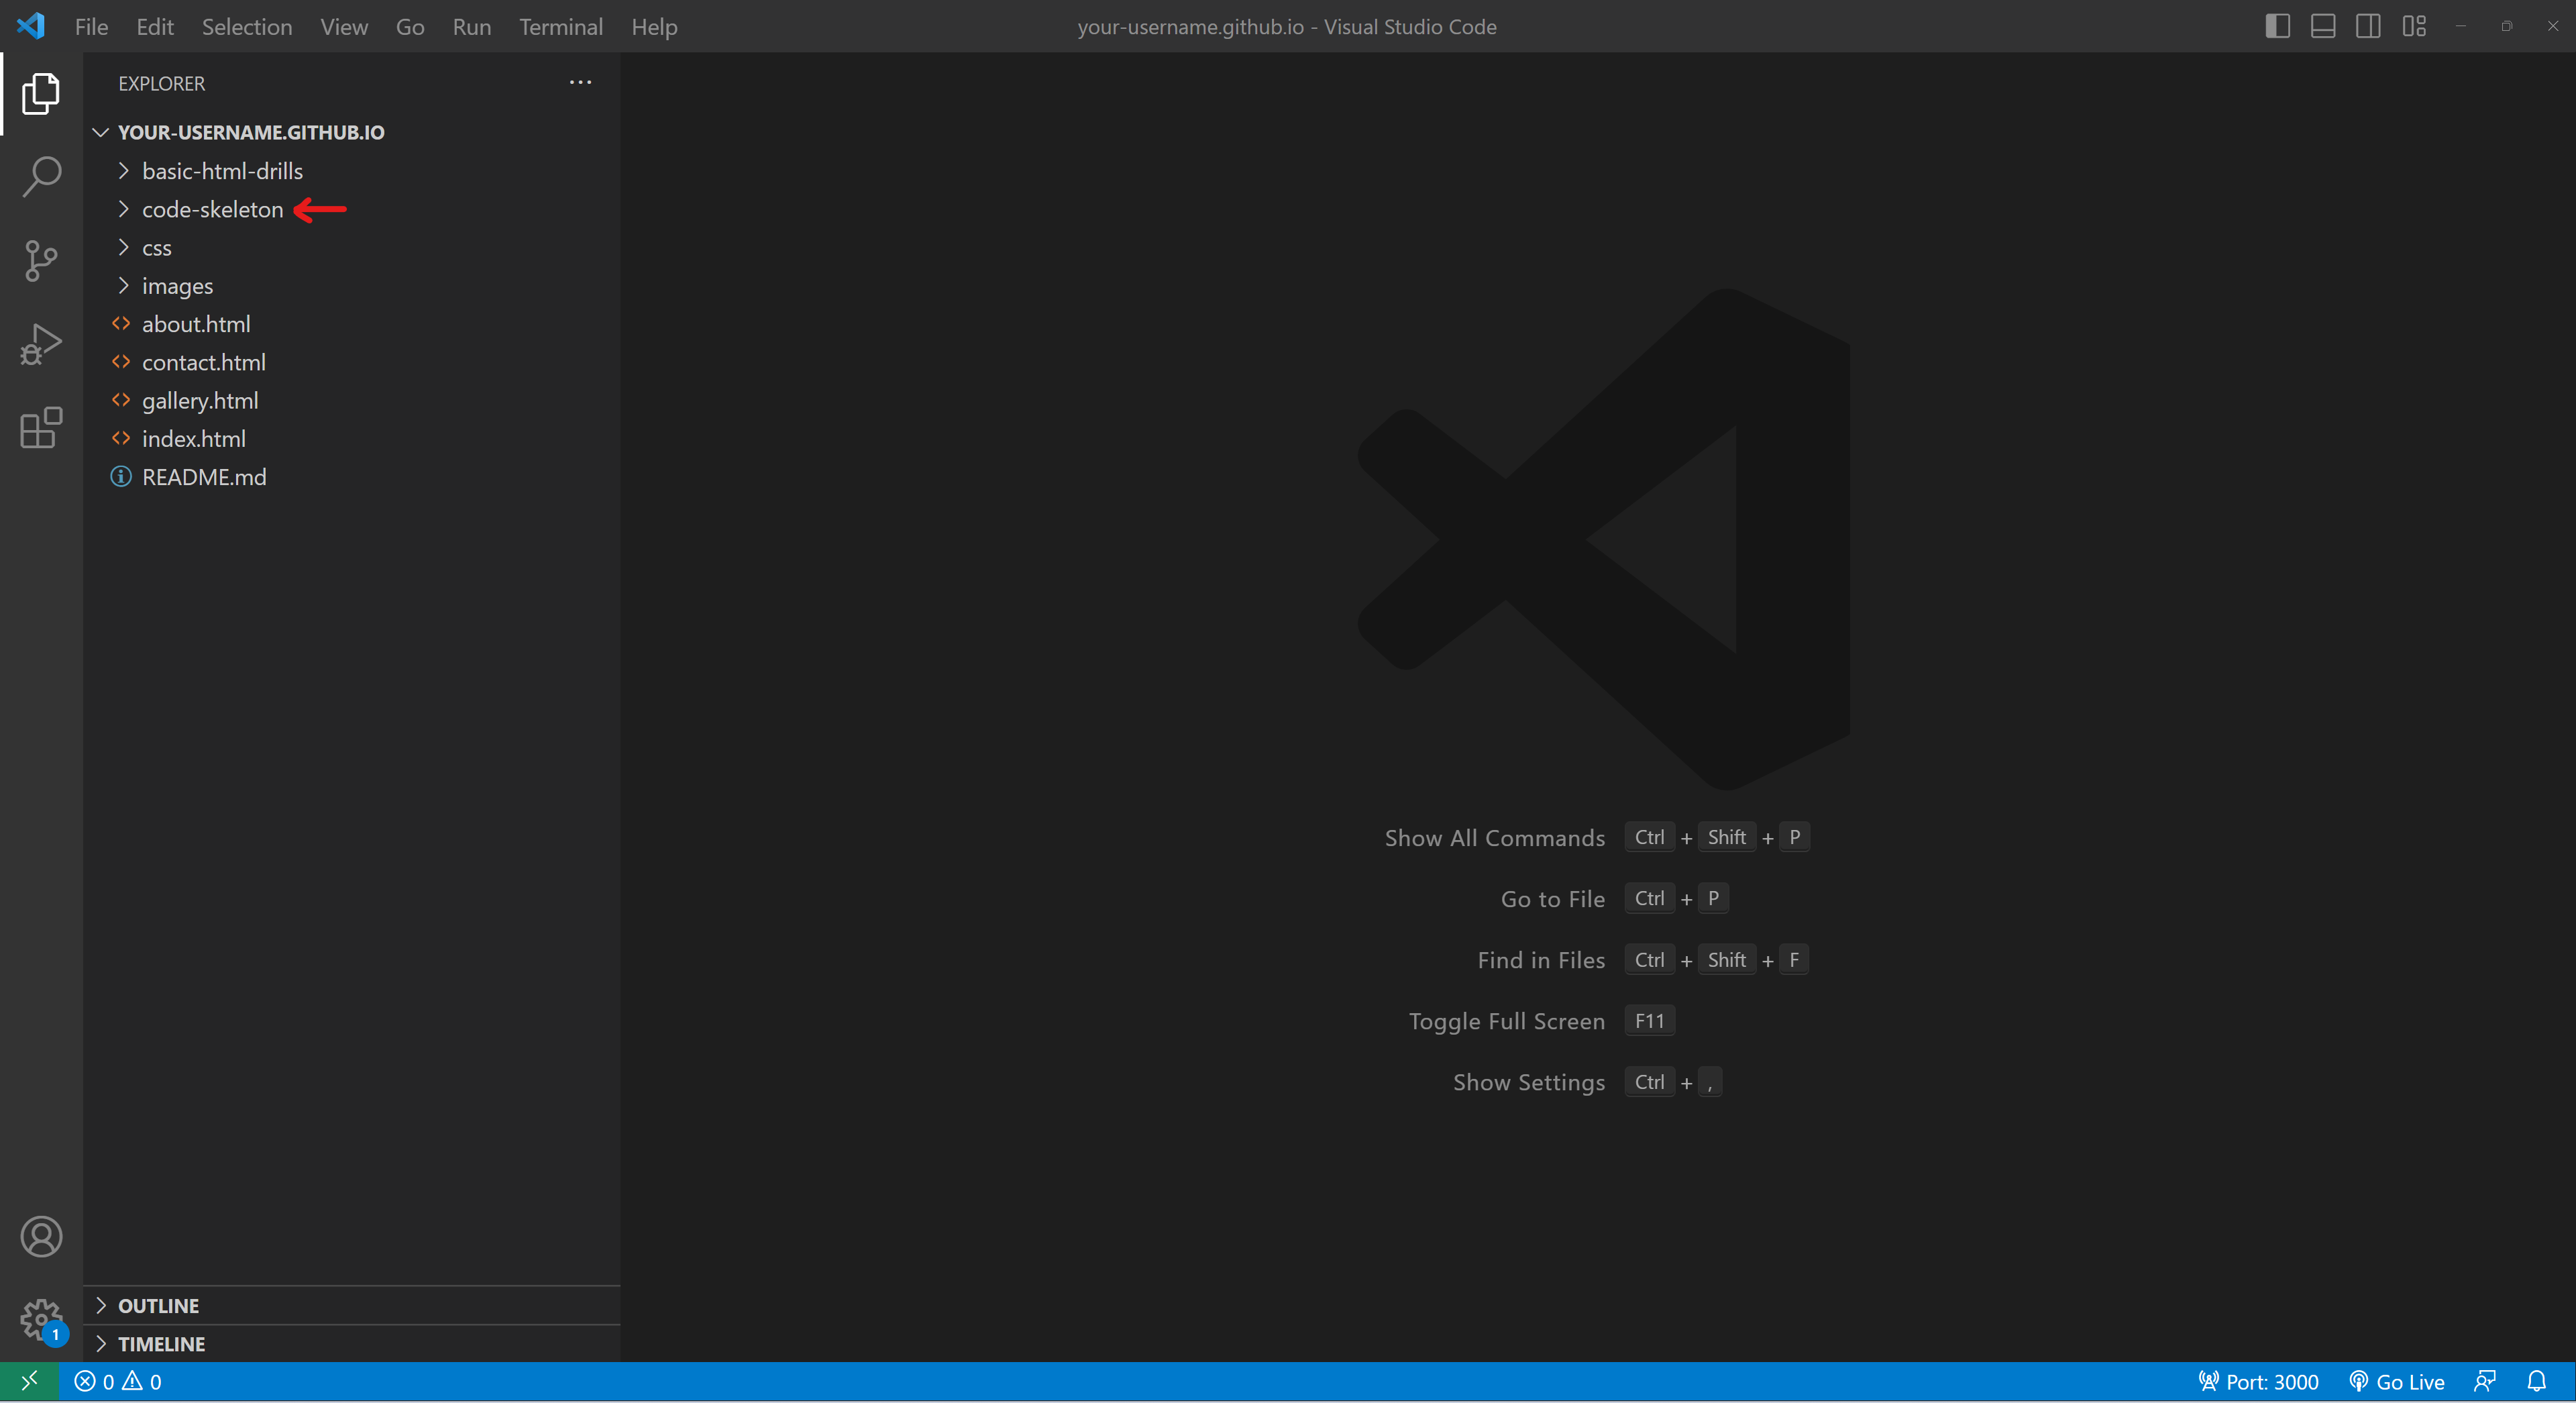 File Edit Selection View Go Run Terminal Help your-username.github.io - Visual Studio Code
EXPLORER ···
YOUR-USERNAME.GITHUB.IO
basic-html-drills
code-skeleton
css
images
about.html
contact.html
gallery.html
index.html
README.md
Show All Commands Ctrl + Shift + P
Go to File Ctrl + P
Find in Files Ctrl + Shift + F
Toggle Full Screen F11
Show Settings Ctrl + ,
OUTLINE
1
TIMELINE
0 0 Port: 3000 Go Live